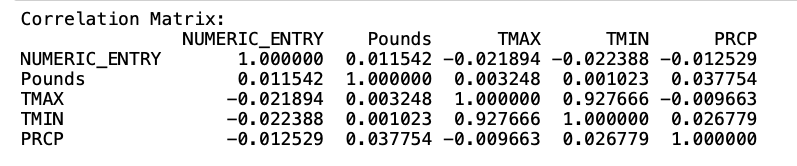 Correlation Matrix:
NUMERIC_ENTRY Pounds TMAX TMIN PRCP
NUMERIC_ENTRY 1.000000 0.011542 -0.021894 -0.022388 -0.012529
Pounds 0.011542 1.000000 0.003248 0.001023 0.037754
TMAX -0.021894 0.003248 1.000000 0.927666 -0.009663
TMIN -0.022388 0.001023 0.927666 1.000000 0.026779
PRCP -0.012529 0.037754 -0.009663 0.026779 1.000000